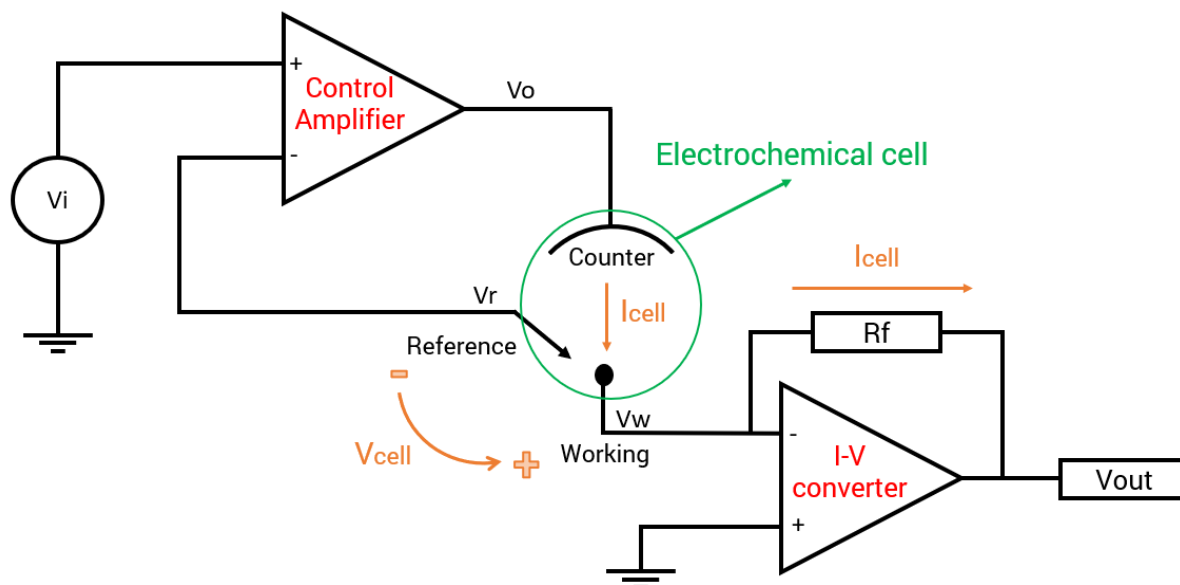 +
Control
Amplifier
-
Vo
Vi
Electrochemical cell
Counter
Icell
Vr
Icell
Rf
Reference
-
Vw
Vcell
+
Working
-
I-V
converter
+
Vout